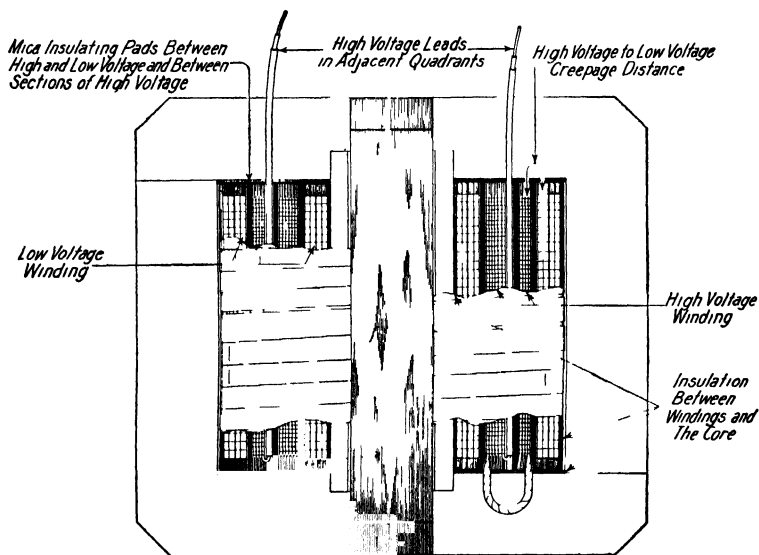 Mica Insulating Pads Between
High and Low Voltage and Between
Sections of High Voltage
High Voltage Leads
in Adjacent Quadrants
High Voltage to Low Voltage
Creepage Distance
Low Voltage
Winding
High Voltage
Winding
Insulation
Between
Windings and
The Core